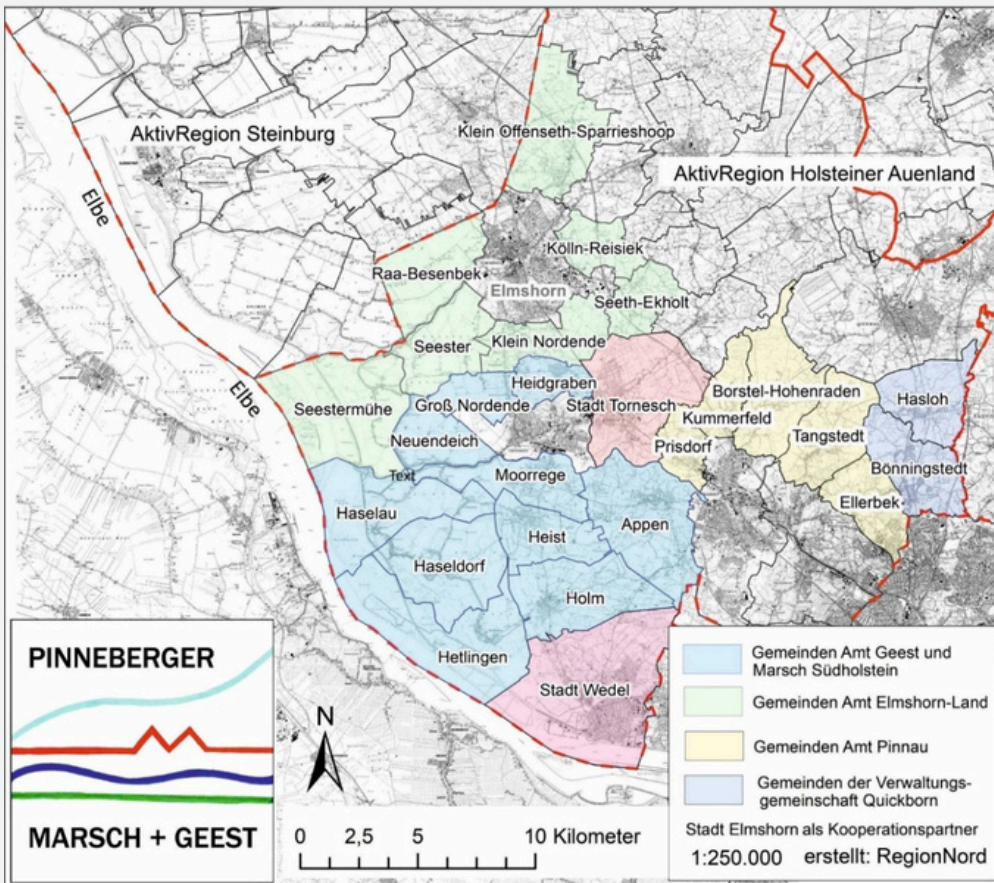 AktivRegion Steinburg
Klein Offenseth-Sparrieshoop
AktivRegion Holsteiner Auenland
Elbe
Kölln-Reisiek
Raa-Besenbek
Elmshorn
Seeth-Ekholt
Seester
Klein Nordende
Elbe
Heidgraben
Borstel-Hohenraden
Hasloh
Seestermühe
Groß Nordende
Stadt Tornesch
Kummerfeld
Neuendeich
Prisdorf
Tangstedt
Text
Moorrege
Bönningstedt
Ellerbek
Haselau
Heist
Appen
Haseldorf
Holm
Hetlingen
Stadt Wedel
PINNEBERGER
MARSCH + GEEST
N
0 2,5 5 10 Kilometer
Gemeinden Amt Geest und
Marsch Südholstein
Gemeinden Amt Elmshorn-Land
Gemeinden Amt Pinnau
Gemeinden der Verwaltungs-
gemeinschaft Quickborn
Stadt Elmshorn als Kooperationspartner
1:250.000 erstellt: RegionNord